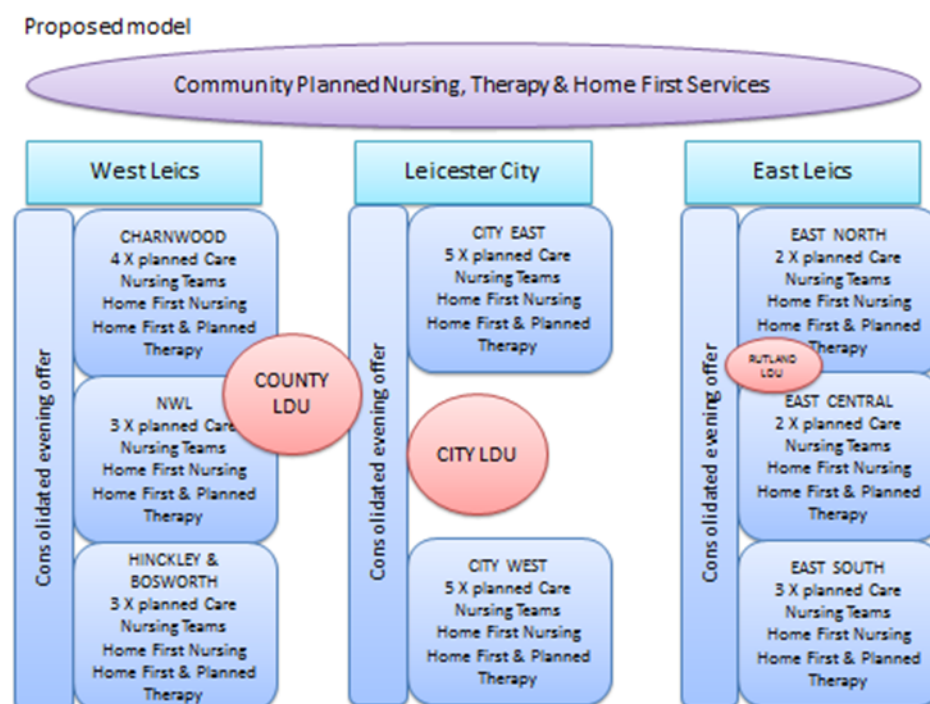 Proposed model
Community Planned Nursing, Therapy & Home First Services
West Leics
Consolidated evening offer
CHARNWOOD
4 X planned Care
Nursing Teams
Home First Nursing
Home First & Planned
Therapy
NWL
3 X planned Care
Nursing Teams
Home First Nursing
Home First & Planned
Therapy
HINCKLEY &
BOSWORTH
3 X planned Care
Nursing Teams
Home First Nursing
Home First & Planned
Therapy
COUNTY
LDU
Leicester City
Consolidated evening offer
CITY EAST
5 X planned Care
Nursing Teams
Home First Nursing
Home First & Planned
Therapy
CITY LDU
CITY WEST
5 X planned Care
Nursing Teams
Home First Nursing
Home First & Planned
Therapy
East Leics
Consolidated evening offer
EAST NORTH
2 X planned Care
Nursing Teams
Home First Nursing
Home First & Planned
Therapy
RUTLAND
LDU
EAST CENTRAL
2 X planned Care
Nursing Teams
Home First Nursing
Home First & Planned
Therapy
EAST SOUTH
3 X planned Care
Nursing Teams
Home First Nursing
Home First & Planned
Therapy